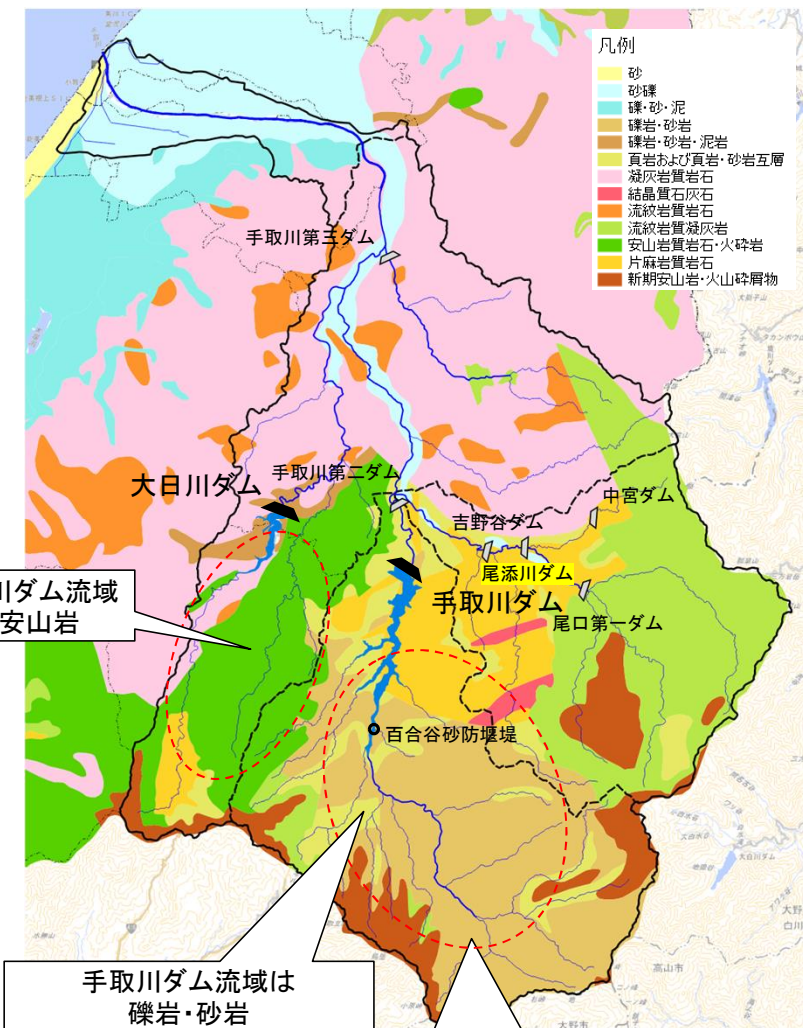 凡例
砂
砂礫
礫・砂・泥
礫岩・砂岩
礫岩・砂岩・泥岩
頁岩および頁岩・砂岩互層
凝灰岩質岩石
結晶質石灰石
流紋岩質岩石
流紋岩質凝灰岩
安山岩質岩石・火砕岩
片麻岩質岩石
新期安山岩・火山砕屑物
手取川第三ダム
手取川第二ダム
大日川ダム
中宮ダム
吉野谷ダム
尾添川ダム
手取川ダム
尾口第一ダム
川ダム流域
安山岩
百合谷砂防堰堤
手取川ダム流域は
礫岩・砂岩
高山市
大野市